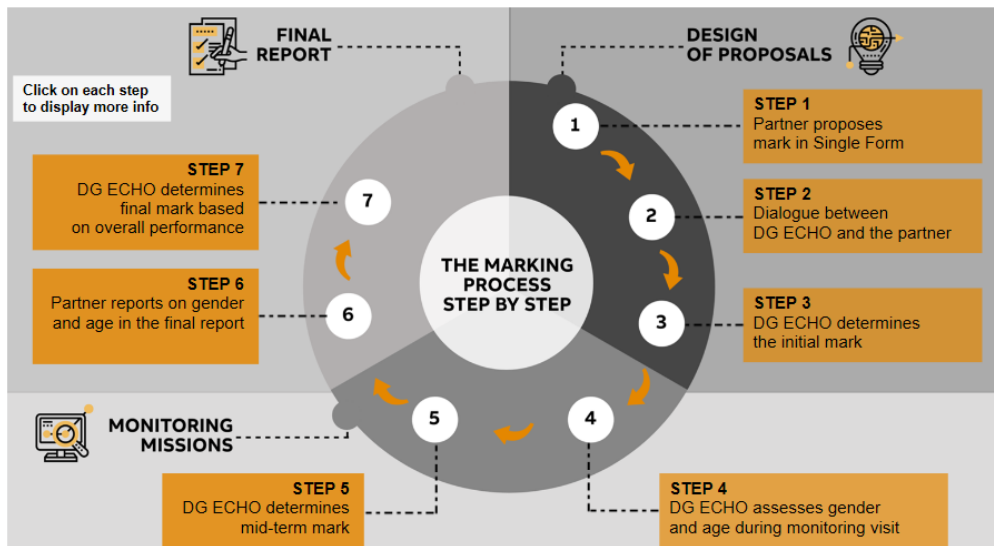 FINAL
REPORT
DESIGN
OF PROPOSALS
Click on each step
to display more info
STEP 1
Partner proposes
mark in Single Form
STEP 2
Dialogue between
DG ECHO and the partner
STEP 3
DG ECHO determines
the initial mark
STEP 7
DG ECHO determines
final mark based
on overall performance
STEP 6
Partner reports on gender
and age in the final report
1
2
3
4
5
6
7
THE MARKING
PROCESS
STEP BY STEP
MONITORING
MISSIONS
STEP 5
DG ECHO determines
mid-term mark
STEP 4
DG ECHO assesses gender
and age during monitoring visit